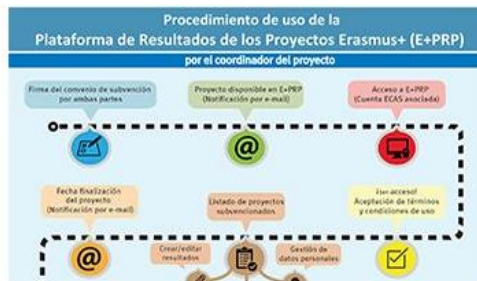 Procedimiento de uso de la
Plataforma de Resultados de los Proyectos Erasmus+ (E+PRP)
por el coordinador del proyecto
Firma del convenio de subvención
por ambas partes
Proyecto disponible en E+PRP
(Notificación por e-mail)
Acceso a E+PRP
(Cuenta ECAS asociada)
Fecha finalización
del proyecto
(Notificación por e-mail)
Listado de proyectos
subvencionados
¡1er acceso!
Aceptación de términos
y condiciones de uso
Crear/editar
resultados
Gestión de
datos personales